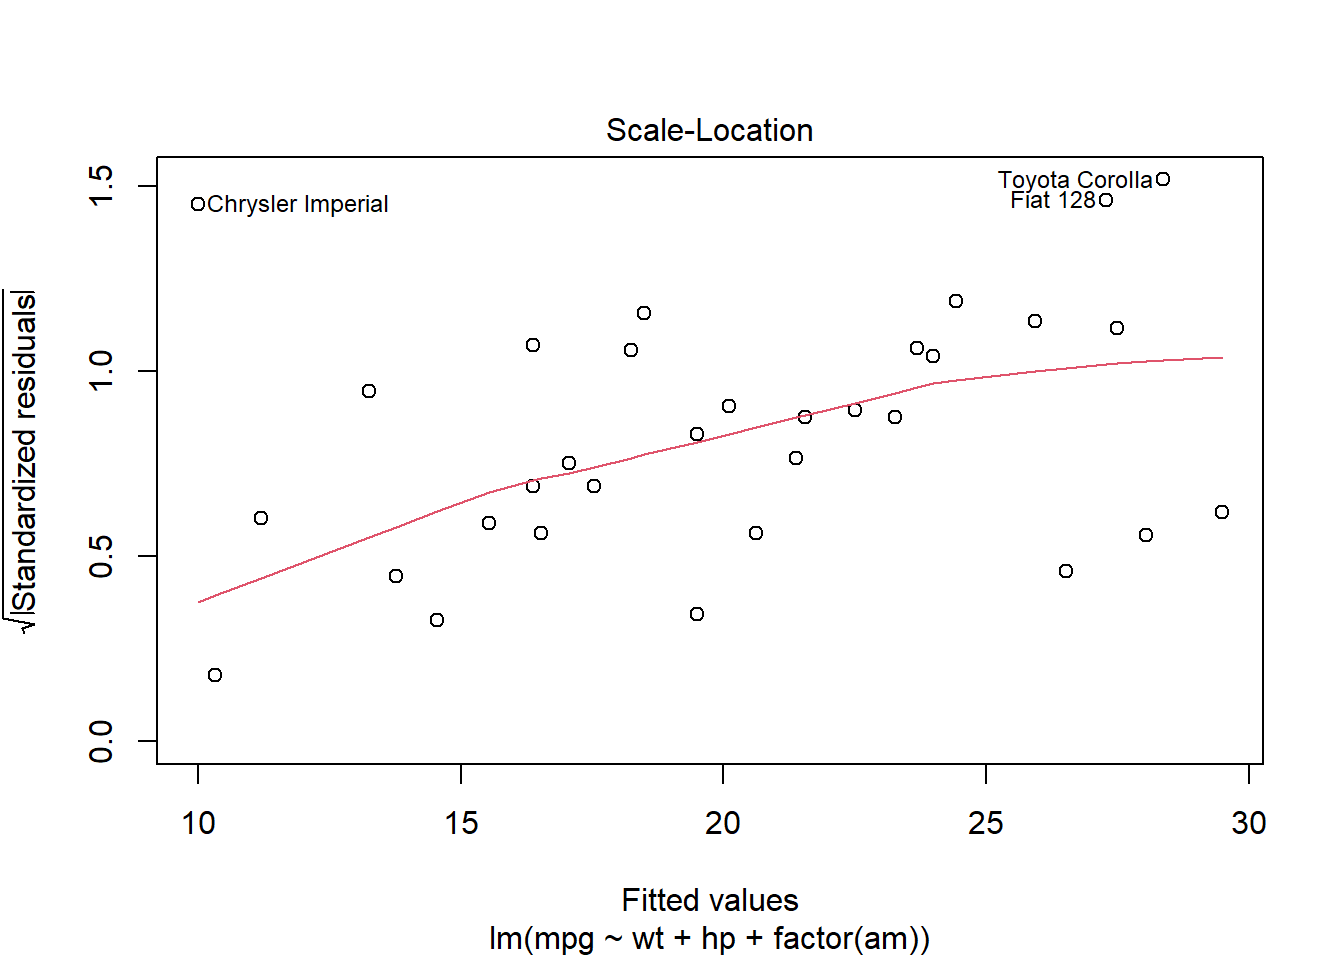 Scale-Location
√|Standardized residuals|
1.5
1.0
0.5
0.0
Toyota Corolla
Chrysler Imperial
Fiat 128
10 15 20 25 30
Fitted values
lm(mpg ~ wt + hp + factor(am))